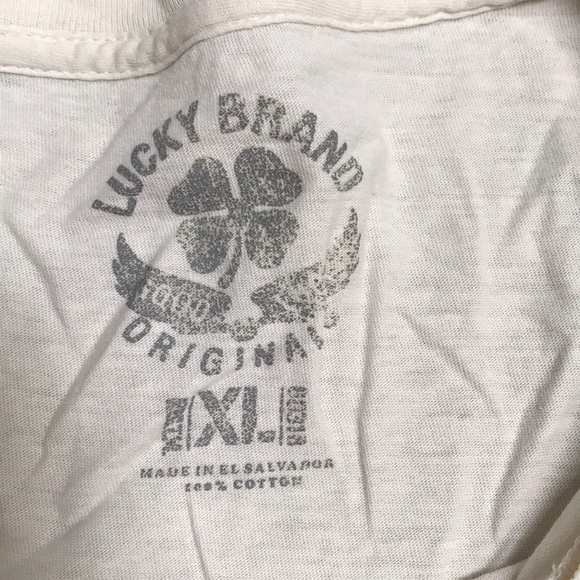 LUCKY BRAND
ORIGINAL
XL
MADE IN EL SALVADOR
100% COTTON